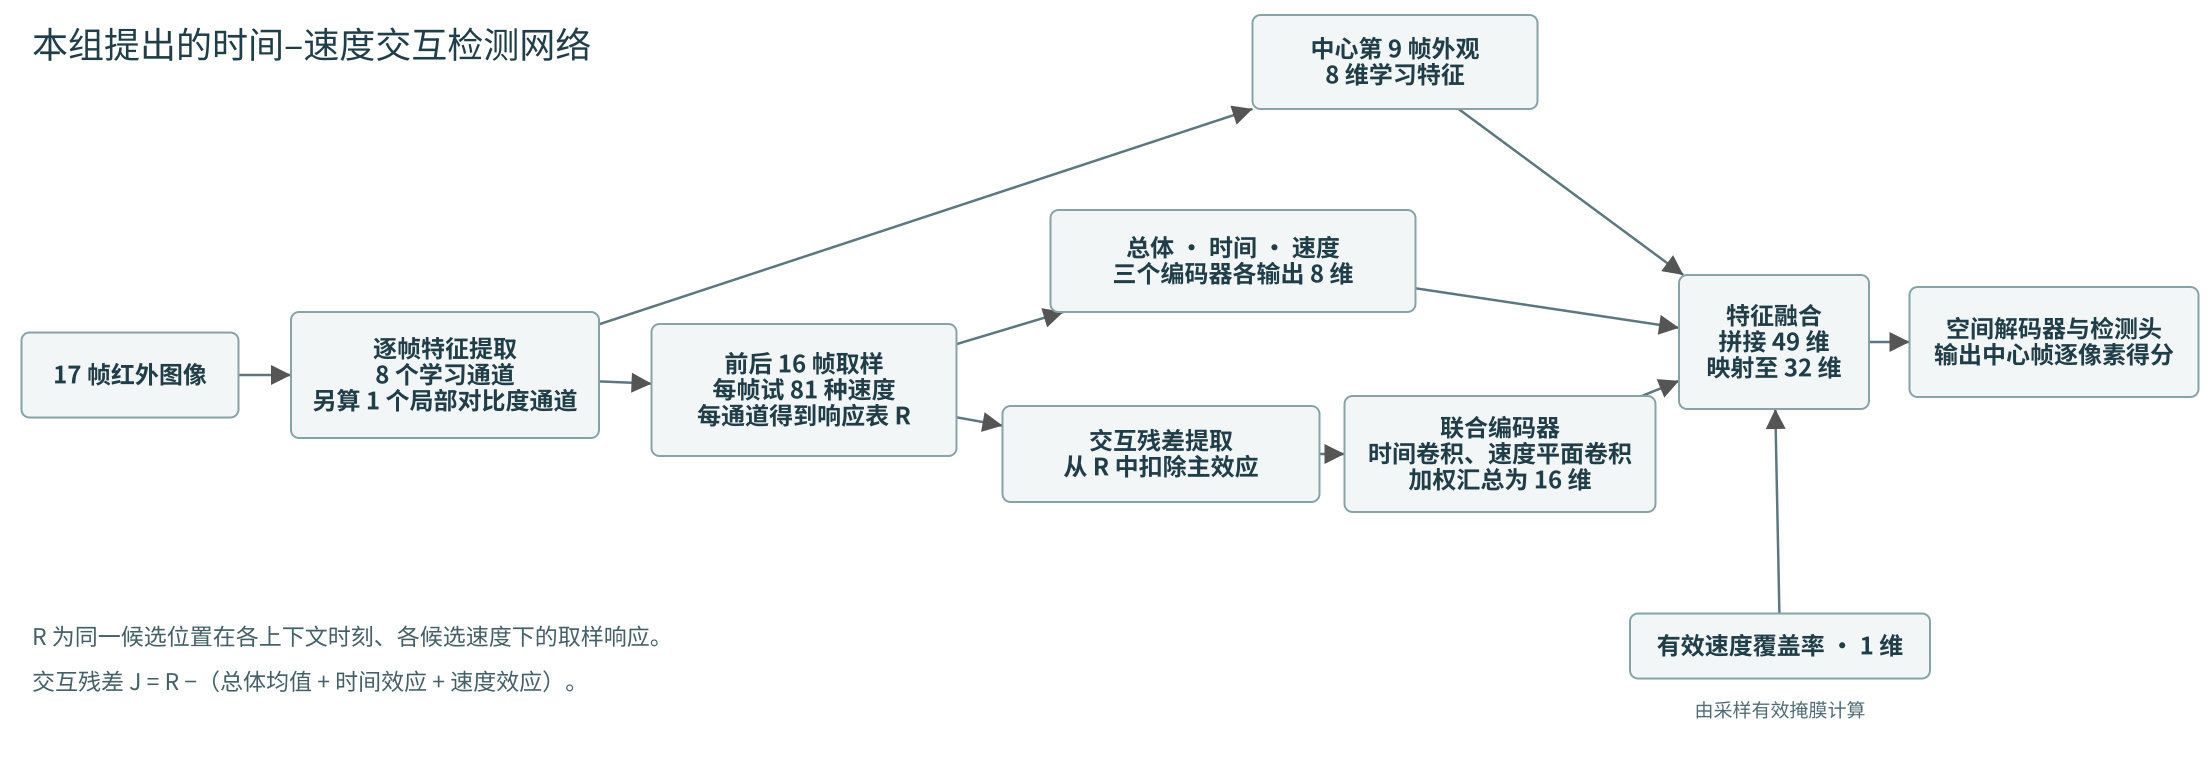 本组提出的时间–速度交互检测网络
中心第 9 帧外观
8 维学习特征
总体 · 时间 · 速度
三个编码器各输出 8 维
17 帧红外图像
逐帧特征提取
8 个学习通道
另算 1 个局部对比度通道
前后 16 帧取样
每帧试 81 种速度
每通道得到响应表 R
交互残差提取
从 R 中扣除主效应
联合编码器
时间卷积、速度平面卷积
加权汇总为 16 维
特征融合
拼接 49 维
映射至 32 维
空间解码器与检测头
输出中心帧逐像素得分
有效速度覆盖率 · 1 维
由采样有效掩膜计算
R 为同一候选位置在各上下文时刻、各候选速度下的取样响应。
交互残差 J = R −（总体均值 + 时间效应 + 速度效应）。